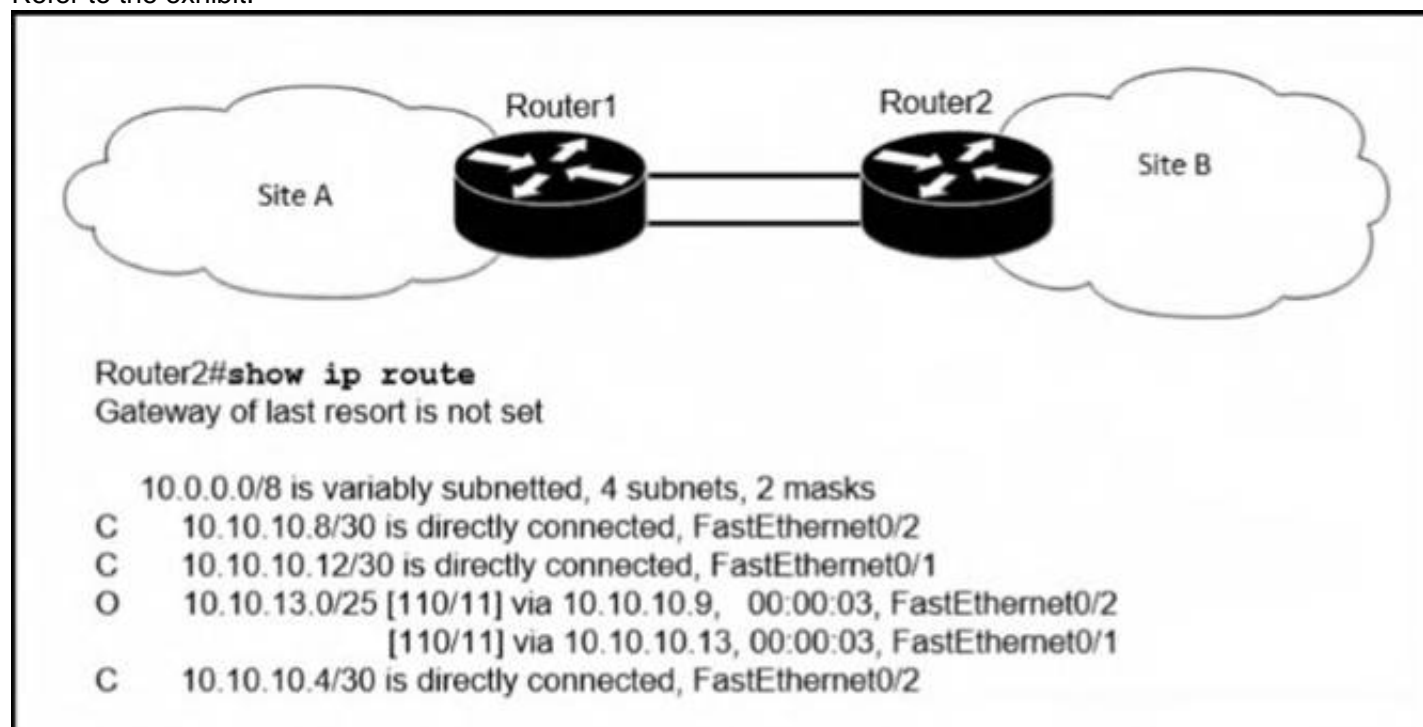 Refer to the exhibit.
Router1
Router2
Site A
Site B
Router2#show ip route
Gateway of last resort is not set
10.0.0.0/8 is variably subnetted, 4 subnets, 2 masks
C 10.10.10.8/30 is directly connected, FastEthernet0/2
C 10.10.10.12/30 is directly connected, FastEthernet0/1
O 10.10.13.0/25 [110/11] via 10.10.10.9, 00:00:03, FastEthernet0/2
[110/11] via 10.10.10.13, 00:00:03, FastEthernet0/1
C 10.10.10.4/30 is directly connected, FastEthernet0/2